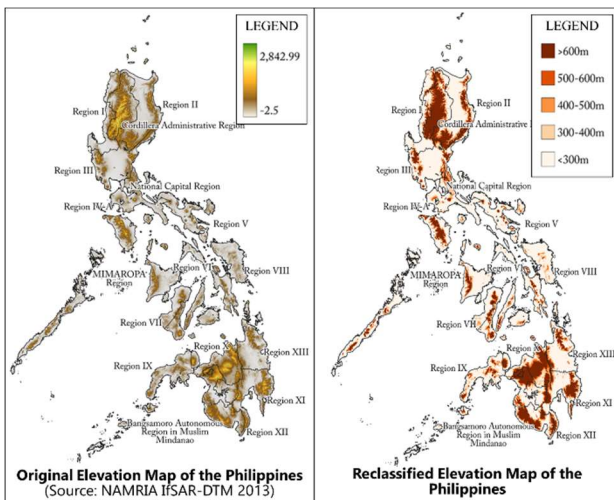 LEGEND
2,842.99
-2.5
Region I
Region II
Cordillera Administrative Region
Region III
National Capital Region
Region IV-A
Region V
MIMAROPA
Region
Region VI
Region VIII
Region VII
Region X
Region XIII
Region IX
Region XI
Bangsamoro Autonomous
Region in Muslim
Mindanao
Region XII
Original Elevation Map of the Philippines
(Source: NAMRIA IfSAR-DTM 2013)
LEGEND
>600m
500-600m
400-500m
300-400m
<300m
Region I
Region II
Cordillera Administrative
Region III
National Capital Region
Region IV-A
Region V
MIMAROPA
Region
Region VI
Region VIII
Region VII
Region X
Region XIII
Region IX
Region XI
Bangsamoro Autonomous
Region in Muslim
Mindanao
Region XII
Reclassified Elevation Map of the
Philippines